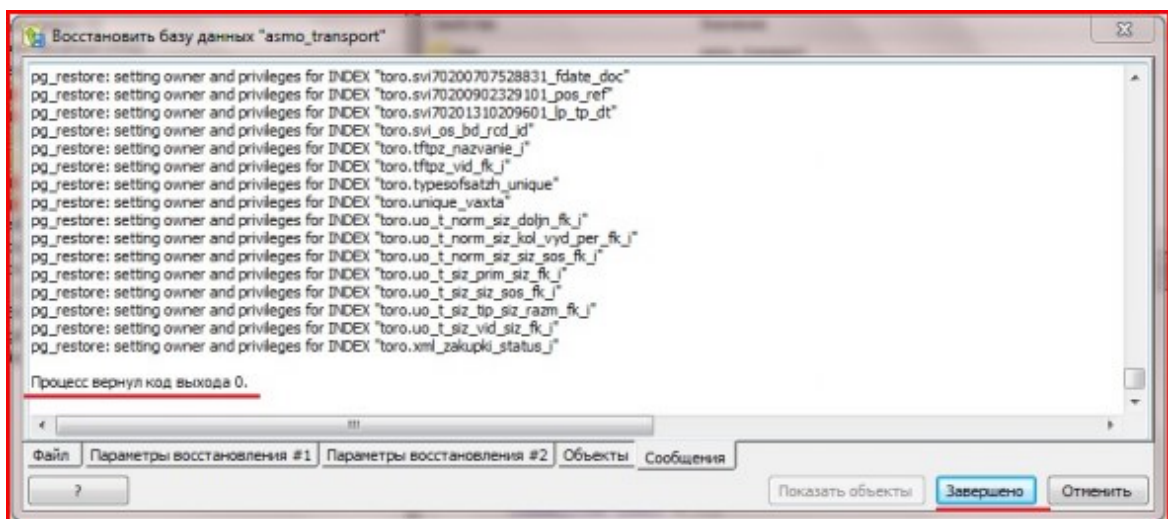 Восстановить базу данных "asmo_transport"
pg_restore: setting owner and privileges for INDEX "toro.svi70200707528831_fdate_doc"
pg_restore: setting owner and privileges for INDEX "toro.svi70200902329101_pos_ref"
pg_restore: setting owner and privileges for INDEX "toro.svi70201310209601_lp_tp_dt"
pg_restore: setting owner and privileges for INDEX "toro.svi_os_bd_rcd_id"
pg_restore: setting owner and privileges for INDEX "toro.tftpz_nazvanie_i"
pg_restore: setting owner and privileges for INDEX "toro.tftpz_vid_fk_i"
pg_restore: setting owner and privileges for INDEX "toro.typesofsatzh_unique"
pg_restore: setting owner and privileges for INDEX "toro.unique_vaxta"
pg_restore: setting owner and privileges for INDEX "toro.uo_t_norm_siz_doljn_fk_i"
pg_restore: setting owner and privileges for INDEX "toro.uo_t_norm_siz_kol_vyd_per_fk_i"
pg_restore: setting owner and privileges for INDEX "toro.uo_t_norm_siz_siz_sos_fk_i"
pg_restore: setting owner and privileges for INDEX "toro.uo_t_siz_prim_siz_fk_i"
pg_restore: setting owner and privileges for INDEX "toro.uo_t_siz_siz_sos_fk_i"
pg_restore: setting owner and privileges for INDEX "toro.uo_t_siz_tip_siz_razm_fk_i"
pg_restore: setting owner and privileges for INDEX "toro.uo_t_siz_vid_siz_fk_i"
pg_restore: setting owner and privileges for INDEX "toro.xml_zakupki_status_i"
Процесс вернул код выхода 0.
Файл Параметры восстановления #1 Параметры восстановления #2 Объекты Сообщения
? Показать объекты Завершено Отменить